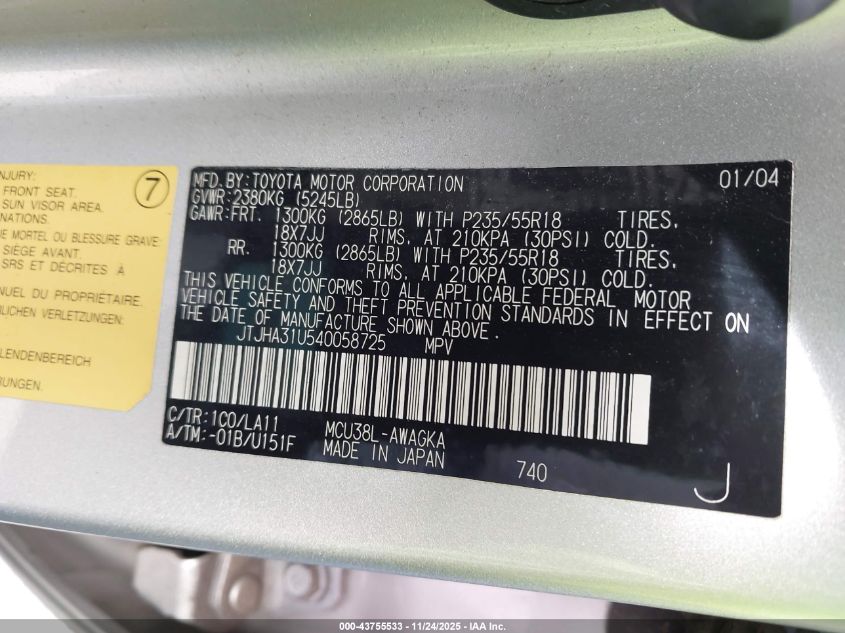 NJURY:
FRONT SEAT.
SUN VISOR AREA.
NATIONS.
E MORTEL OU BLESSURE GRAVE:
SIÈGE AVANT.
SRS ET DÉCRITES À
NUEL DU PROPRIÉTAIRE.
RLICHEN VERLETZUNGEN:
LENDENBEREICH
RUNG.
7
MFD. BY: TOYOTA MOTOR CORPORATION 01/04
GVWR: 2380KG (5245LB)
GAWR: FRT. 1300KG (2865LB) WITH P235/55R18 TIRES,
18X7JJ RIMS, AT 210KPA (30PSI) COLD.
RR. 1300KG (2865LB) WITH P235/55R18 TIRES,
18X7JJ RIMS, AT 210KPA (30PSI) COLD.
THIS VEHICLE CONFORMS TO ALL APPLICABLE FEDERAL MOTOR
VEHICLE SAFETY AND THEFT PREVENTION STANDARDS IN EFFECT ON
THE DATE OF MANUFACTURE SHOWN ABOVE.
JTJHA31U540058725 MPV
C/TR: 1C0/LA11 MCU38L-AWAGKA
A/TM: -01B/U151F MADE IN JAPAN 740
J
000-43755533 - 11/24/2025 - IAA Inc.